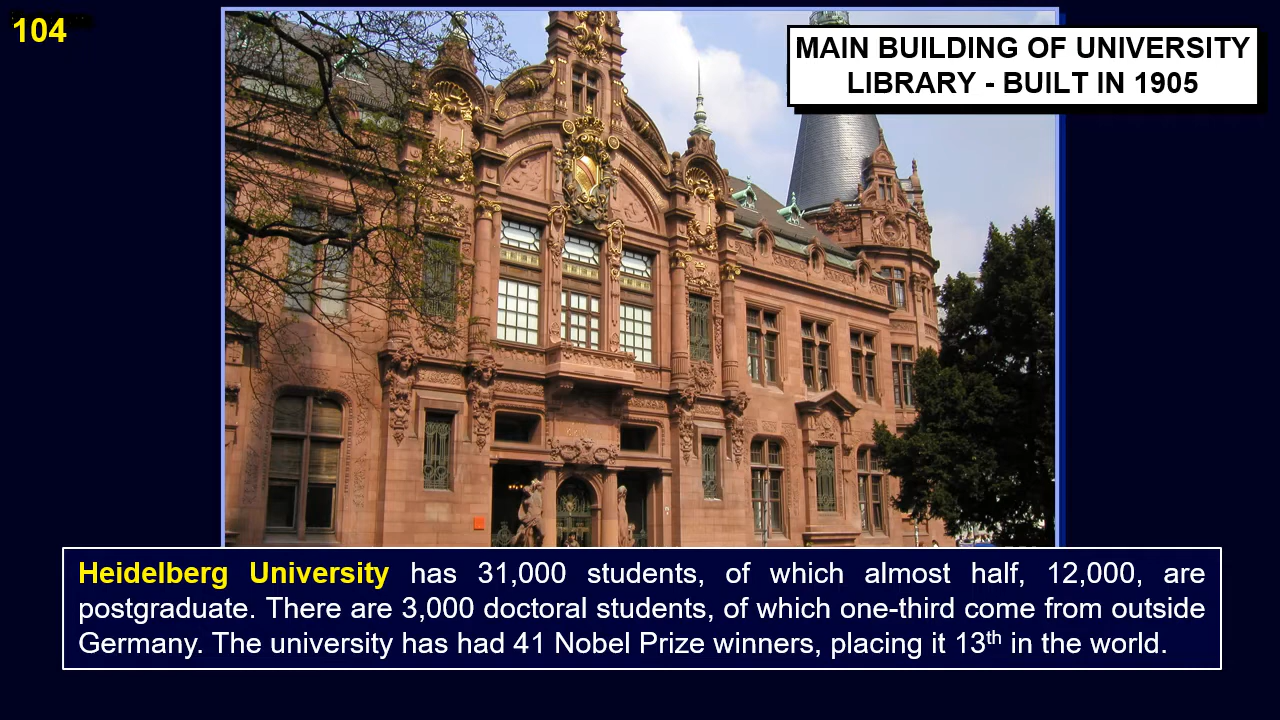 104
MAIN BUILDING OF UNIVERSITY
LIBRARY - BUILT IN 1905
Heidelberg University has 31,000 students, of which almost half, 12,000, are
postgraduate. There are 3,000 doctoral students, of which one-third come from outside
Germany. The university has had 41 Nobel Prize winners, placing it 13th in the world.